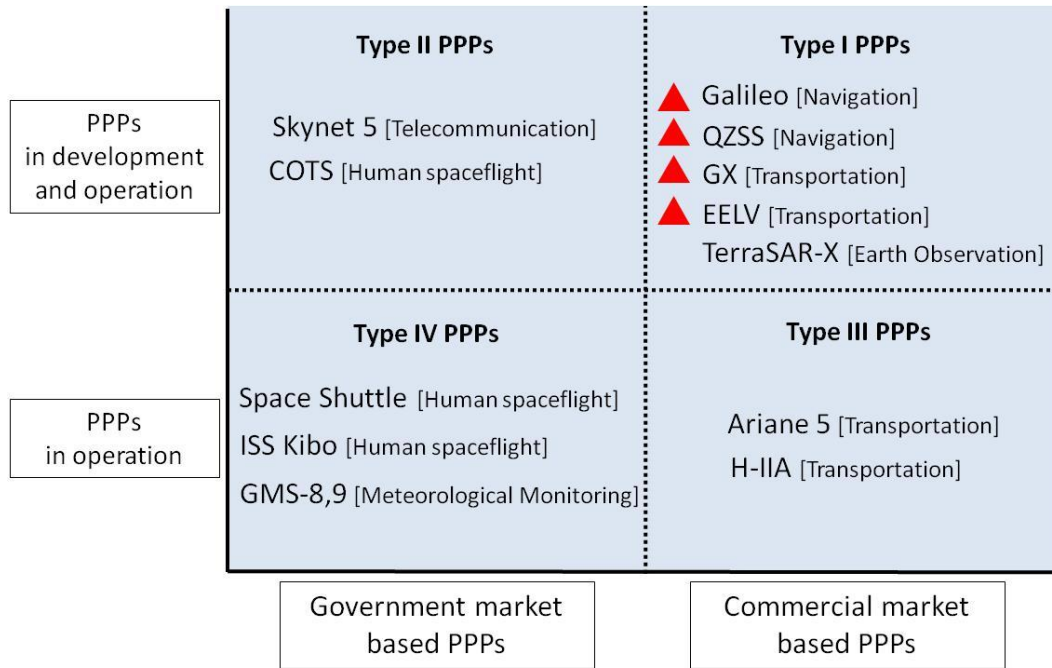 Type II PPPs
Type I PPPs
PPPs
in development
and operation
Skynet 5 [Telecommunication]
COTS [Human spaceflight]
Galileo [Navigation]
QZSS [Navigation]
GX [Transportation]
EELV [Transportation]
TerraSAR-X [Earth Observation]
Type IV PPPs
Type III PPPs
PPPs
in operation
Space Shuttle [Human spaceflight]
ISS Kibo [Human spaceflight]
GMS-8,9 [Meteorological Monitoring]
Ariane 5 [Transportation]
H-IIA [Transportation]
Government market
based PPPs
Commercial market
based PPPs